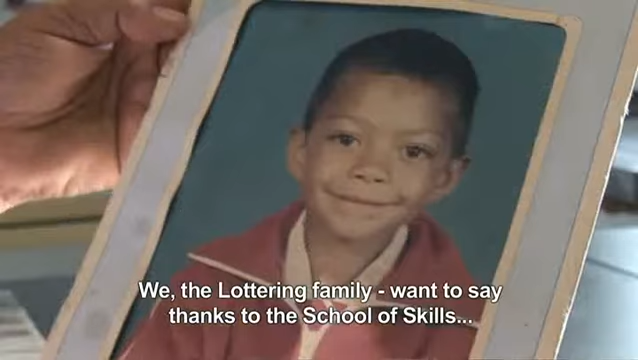 We, the Lottering family - want to say
thanks to the School of Skills...